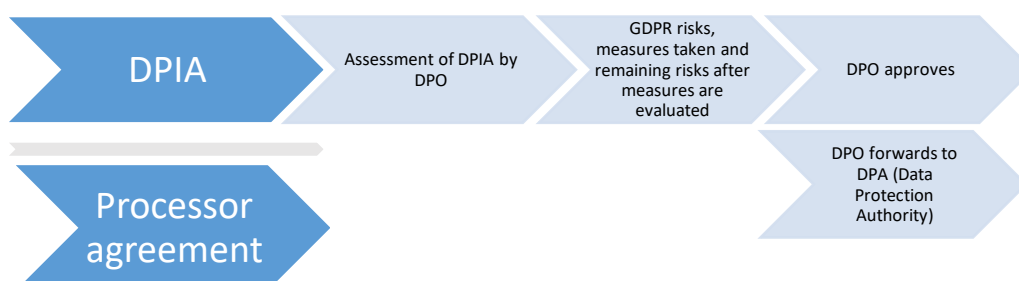 DPIA
Assessment of DPIA by
DPO
GDPR risks,
measures taken and
remaining risks after
measures are
evaluated
DPO approves
DPO forwards to
DPA (Data
Protection
Authority)
Processor
agreement